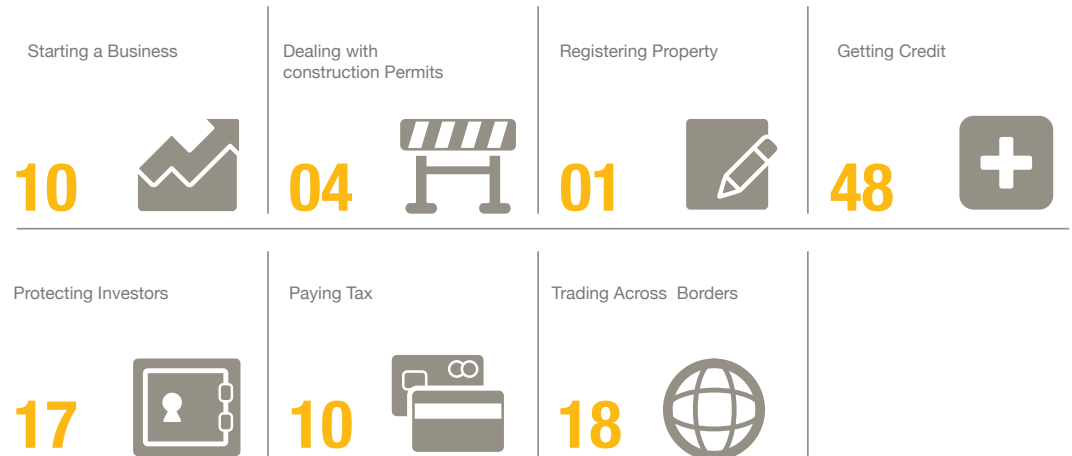 Starting a Business
10
Dealing with
construction Permits
04
Registering Property
01
Getting Credit
48
Protecting Investors
17
Paying Tax
10
Trading Across  Borders
18